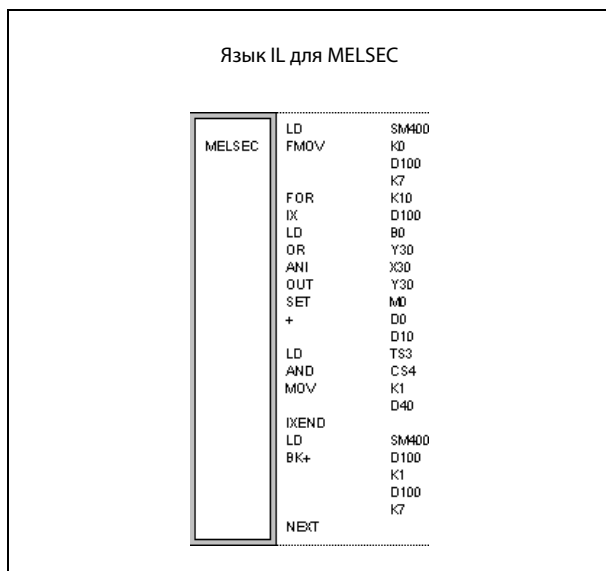 Язык IL для MELSEC
MELSEC
LD SM400
FMOV K0
D100
K7
FOR K10
IX D100
LD B0
OR Y30
ANI X30
OUT Y30
SET M0
+ D0
D10
LD TS3
AND CS4
MOV K1
D40
IXEND
LD SM400
BK+ D100
K1
D100
K7
NEXT